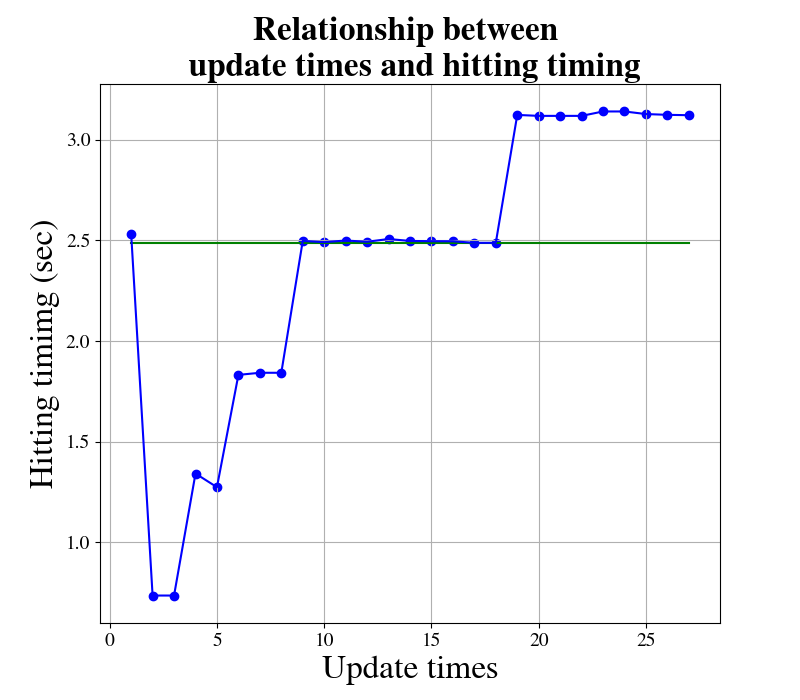 Relationship between
update times and hitting timing
Hitting timimg (sec)
3.0
2.5
2.0
1.5
1.0
0 5 10 15 20 25
Update times